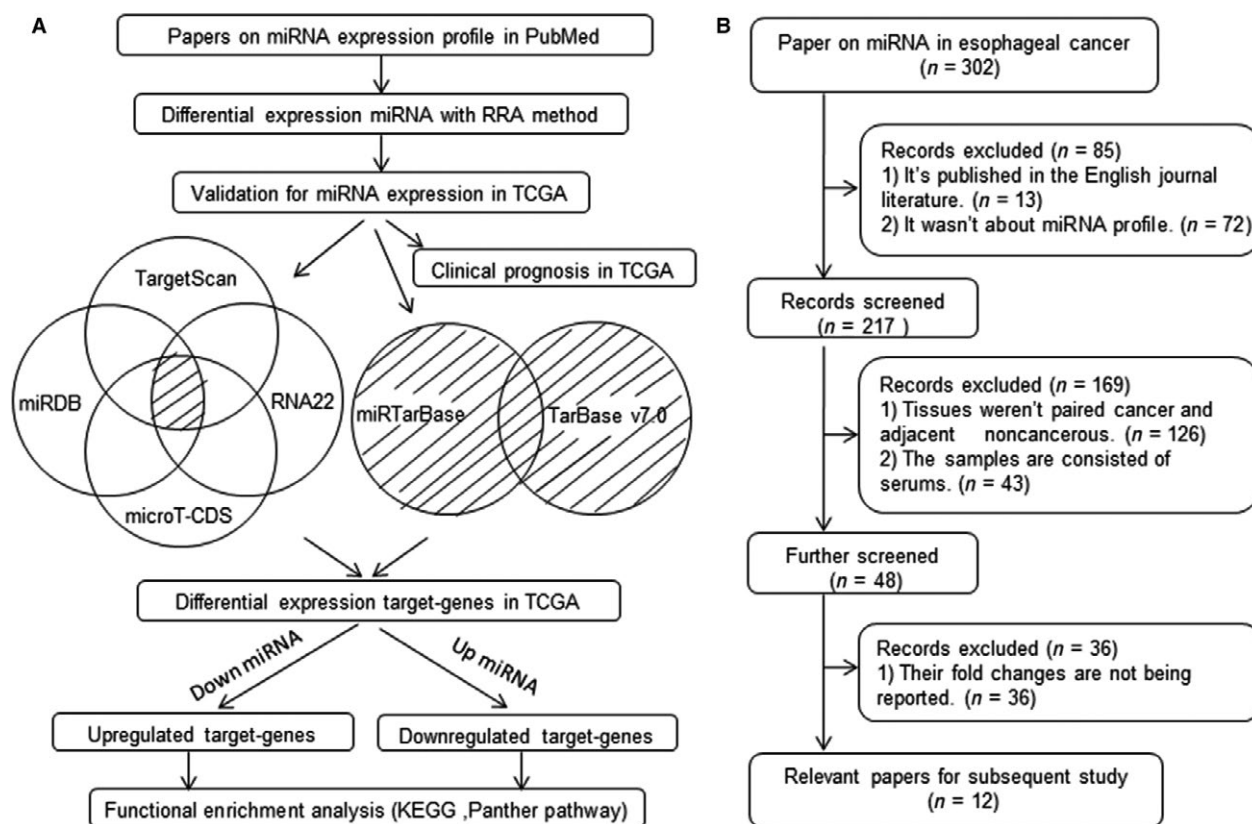 A
Papers on miRNA expression profile in PubMed
Differential expression miRNA with RRA method
Validation for miRNA expression in TCGA
Clinical prognosis in TCGA
TargetScan
miRDB
RNA22
microT-CDS
miRTarBase
TarBase v7.0
Differential expression target-genes in TCGA
Down miRNA
Up miRNA
Upregulated target-genes
Downregulated target-genes
Functional enrichment analysis (KEGG ,Panther pathway)
B
Paper on miRNA in esophageal cancer
(n = 302)
Records excluded (n = 85)
1) It's published in the English journal
literature. (n = 13)
2) It wasn't about miRNA profile. (n = 72)
Records screened
(n = 217 )
Records excluded (n = 169)
1) Tissues weren't paired cancer and
adjacent noncancerous. (n = 126)
2) The samples are consisted of
serums. (n = 43)
Further screened
(n = 48)
Records excluded (n = 36)
1) Their fold changes are not being
reported. (n = 36)
Relevant papers for subsequent study
(n = 12)